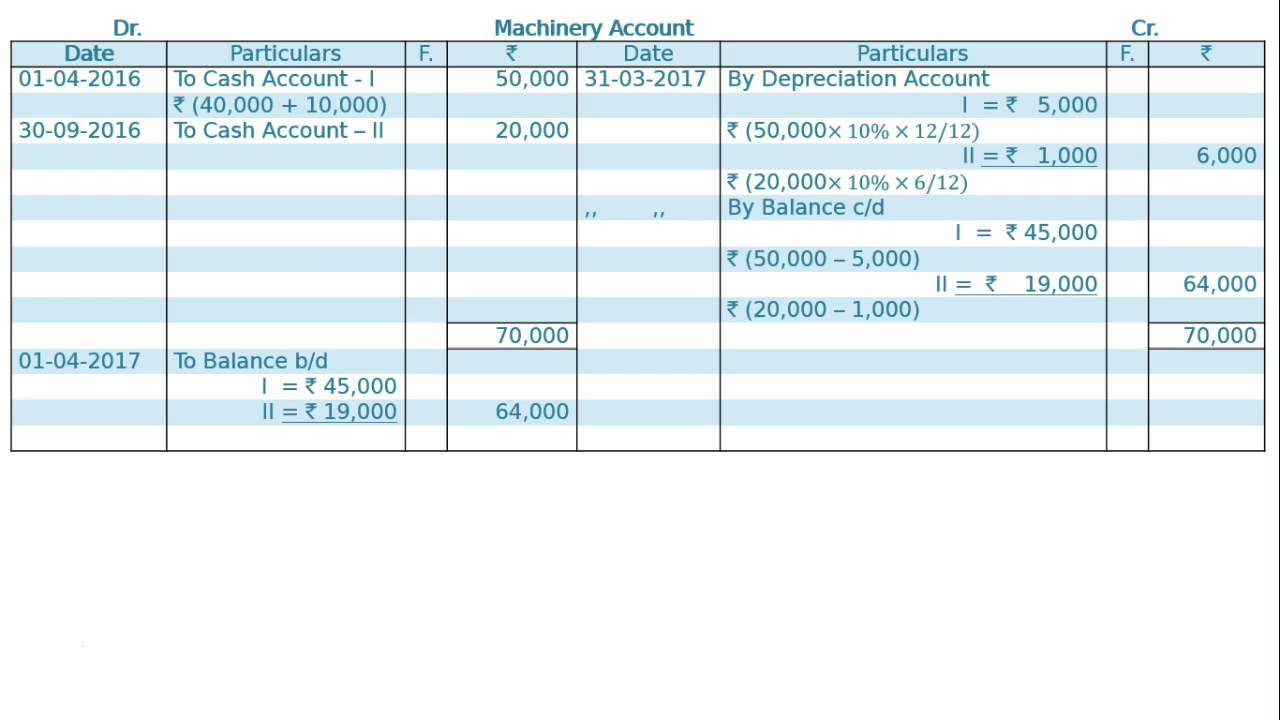 Dr. Machinery Account Cr.
Date Particulars F. ₹ Date Particulars F. ₹
01-04-2016 To Cash Account - I 50,000 31-03-2017 By Depreciation Account
₹ (40,000 + 10,000) I = ₹ 5,000
30-09-2016 To Cash Account – II 20,000 ₹ (50,000× 10% × 12/12)
II = ₹ 1,000 6,000
₹ (20,000× 10% × 6/12)
,, ,, By Balance c/d
I = ₹ 45,000
₹ (50,000 – 5,000)
II = ₹ 19,000 64,000
₹ (20,000 – 1,000)
70,000 70,000
01-04-2017 To Balance b/d
I = ₹ 45,000
II = ₹ 19,000 64,000